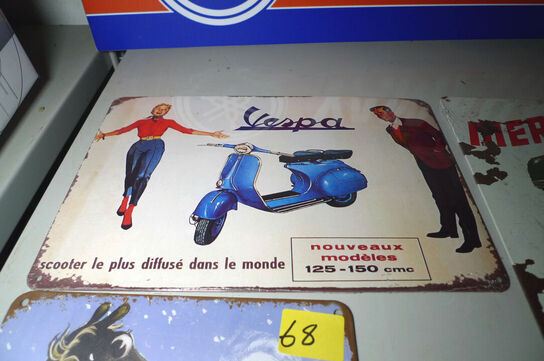 Vespa
MER
scooter le plus diffusé dans le monde
nouveaux
modèles
125-150 cmc
68